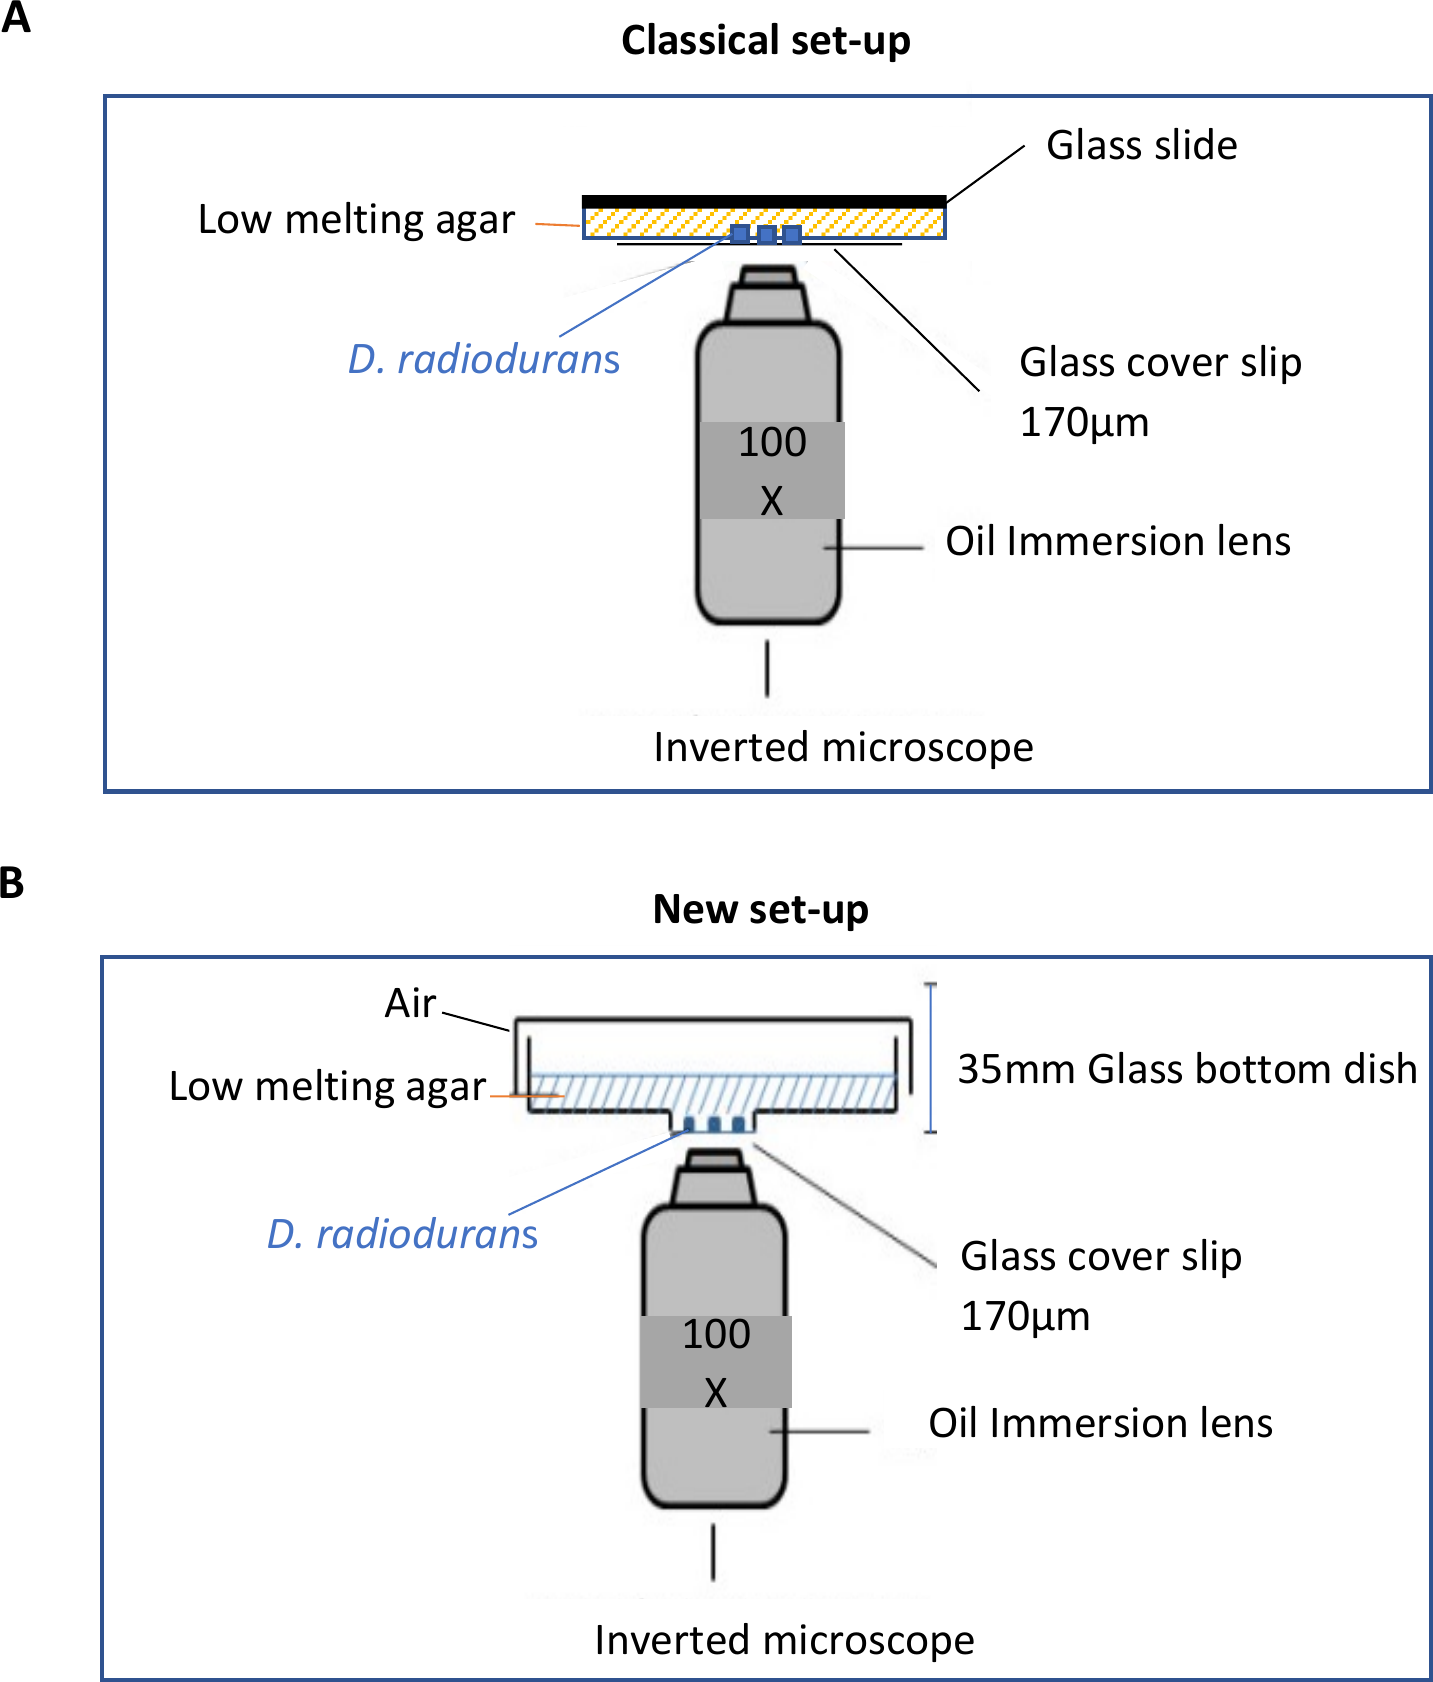 A
Classical set-up
Glass slide
Low melting agar
D. radiodurans
Glass cover slip
170µm
100
X
Oil Immersion lens
Inverted microscope
B
New set-up
Air
35mm Glass bottom dish
Low melting agar
D. radiodurans
Glass cover slip
170µm
100
X
Oil Immersion lens
Inverted microscope